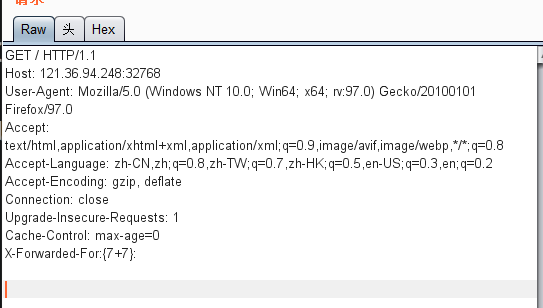 请求
Raw 头 Hex
GET / HTTP/1.1
Host: 121.36.94.248:32768
User-Agent: Mozilla/5.0 (Windows NT 10.0; Win64; x64; rv:97.0) Gecko/20100101
Firefox/97.0
Accept:
text/html,application/xhtml+xml,application/xml;q=0.9,image/avif,image/webp,*/*;q=0.8
Accept-Language: zh-CN,zh;q=0.8,zh-TW;q=0.7,zh-HK;q=0.5,en-US;q=0.3,en;q=0.2
Accept-Encoding: gzip, deflate
Connection: close
Upgrade-Insecure-Requests: 1
Cache-Control: max-age=0
X-Forwarded-For:{7+7}: